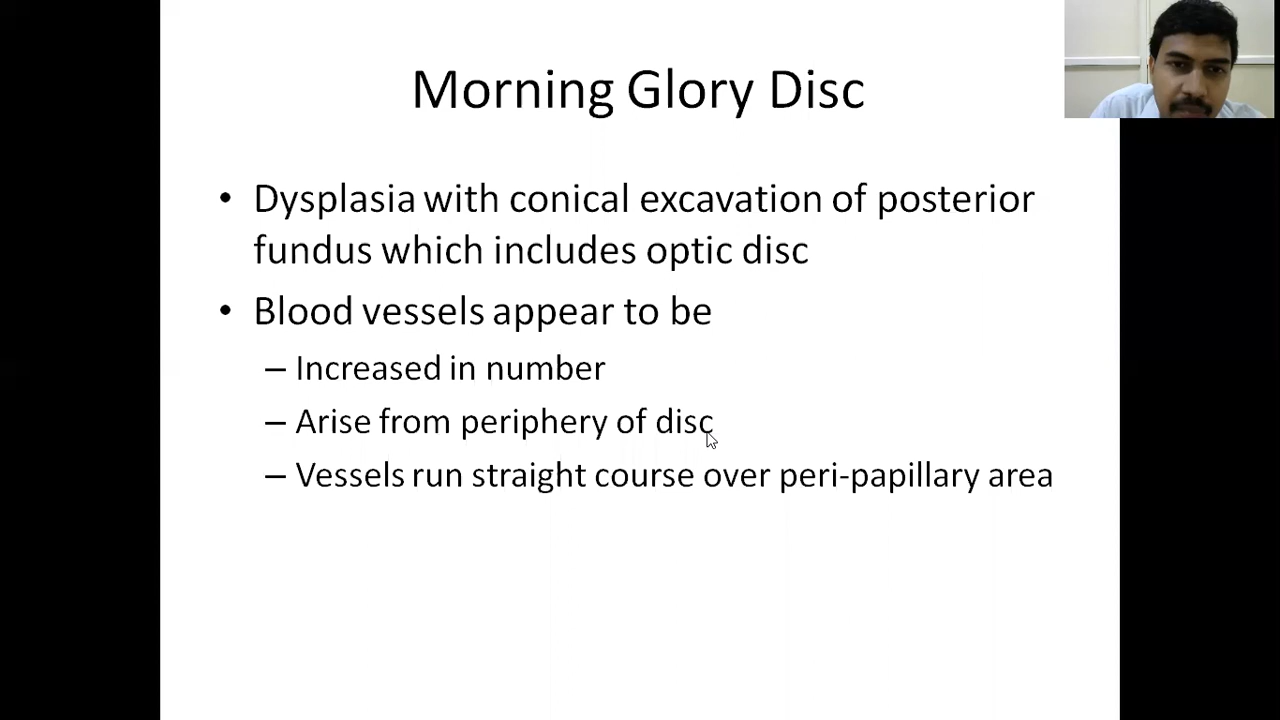 Morning Glory Disc
• Dysplasia with conical excavation of posterior
fundus which includes optic disc
• Blood vessels appear to be
– Increased in number
– Arise from periphery of disc
– Vessels run straight course over peri-papillary area